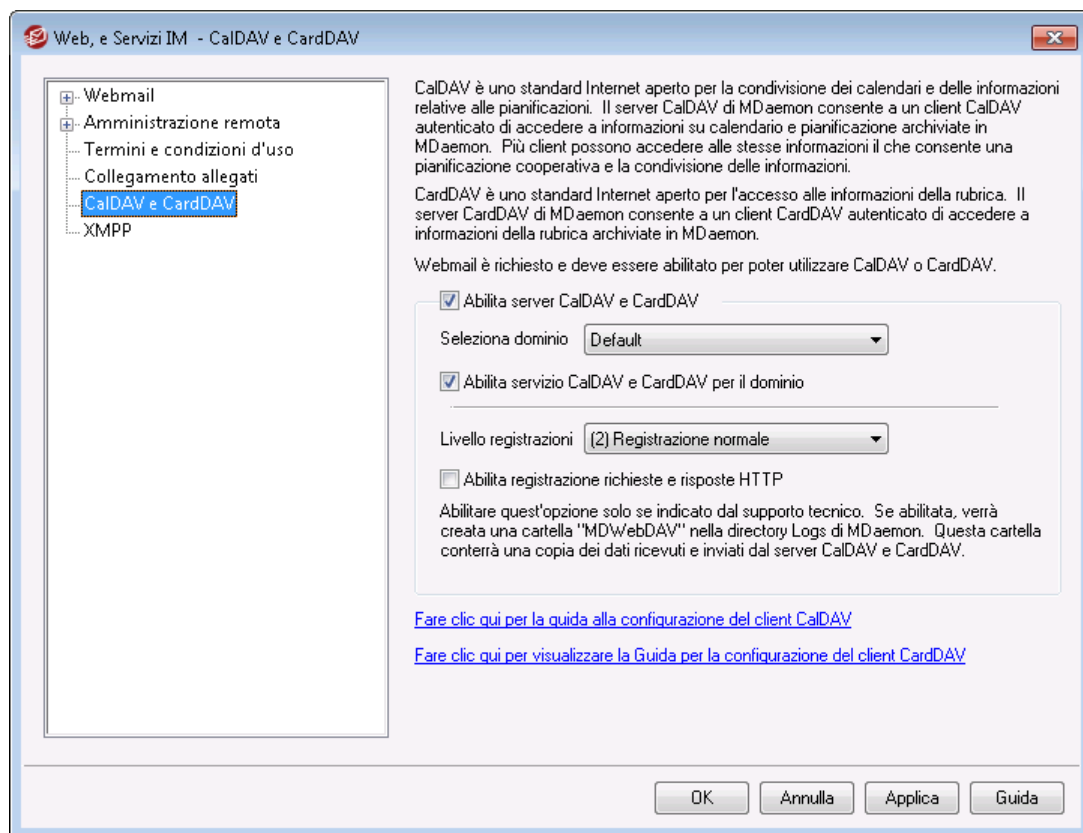 Web, e Servizi IM - CalDAV e CardDAV
Webmail
Amministrazione remota
Termini e condizioni d'uso
Collegamento allegati
CalDAV e CardDAV
XMPP
CalDAV è uno standard Internet aperto per la condivisione dei calendari e delle informazioni
relative alle pianificazioni. Il server CalDAV di MDaemon consente a un client CalDAV
autenticato di accedere a informazioni su calendario e pianificazione archiviate in
MDaemon. Più client possono accedere alle stesse informazioni il che consente una
pianificazione cooperativa e la condivisione delle informazioni.
CardDAV è uno standard Internet aperto per l'accesso alle informazioni della rubrica. Il
server CardDAV di MDaemon consente a un client CardDAV autenticato di accedere a
informazioni della rubrica archiviate in MDaemon.
Webmail è richiesto e deve essere abilitato per poter utilizzare CalDAV o CardDAV.
Abilita server CalDAV e CardDAV
Seleziona dominio Default
Abilita servizio CalDAV e CardDAV per il dominio
Livello registrazioni (2) Registrazione normale
Abilita registrazione richieste e risposte HTTP
Abilitare quest'opzione solo se indicato dal supporto tecnico. Se abilitata, verrà
creata una cartella "MDWebDAV" nella directory Logs di MDaemon. Questa cartella
conterrà una copia dei dati ricevuti e inviati dal server CalDAV e CardDAV.
Fare clic qui per la guida alla configurazione del client CalDAV
Fare clic qui per visualizzare la Guida per la configurazione del client CardDAV
OK Annulla Applica Guida